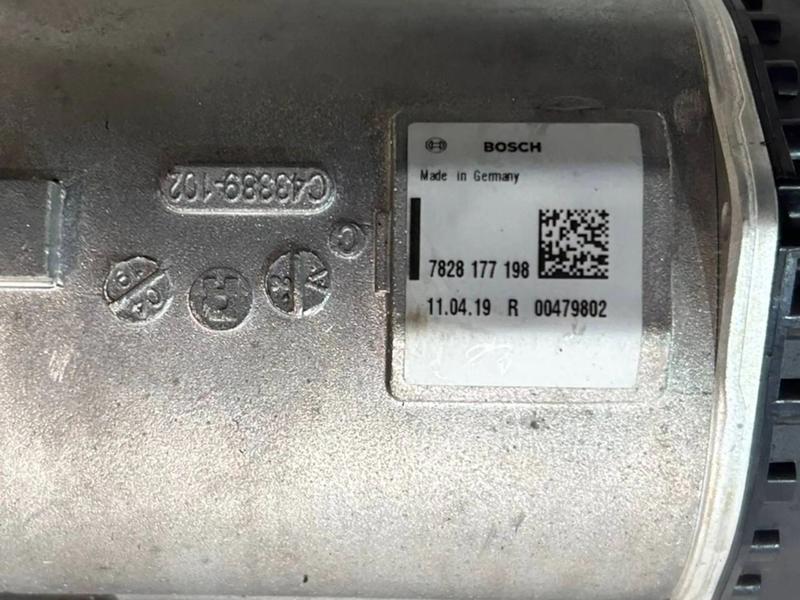 BOSCH
Made in Germany
7828 177 198
11.04.19 R 00479802
C48889-102
C